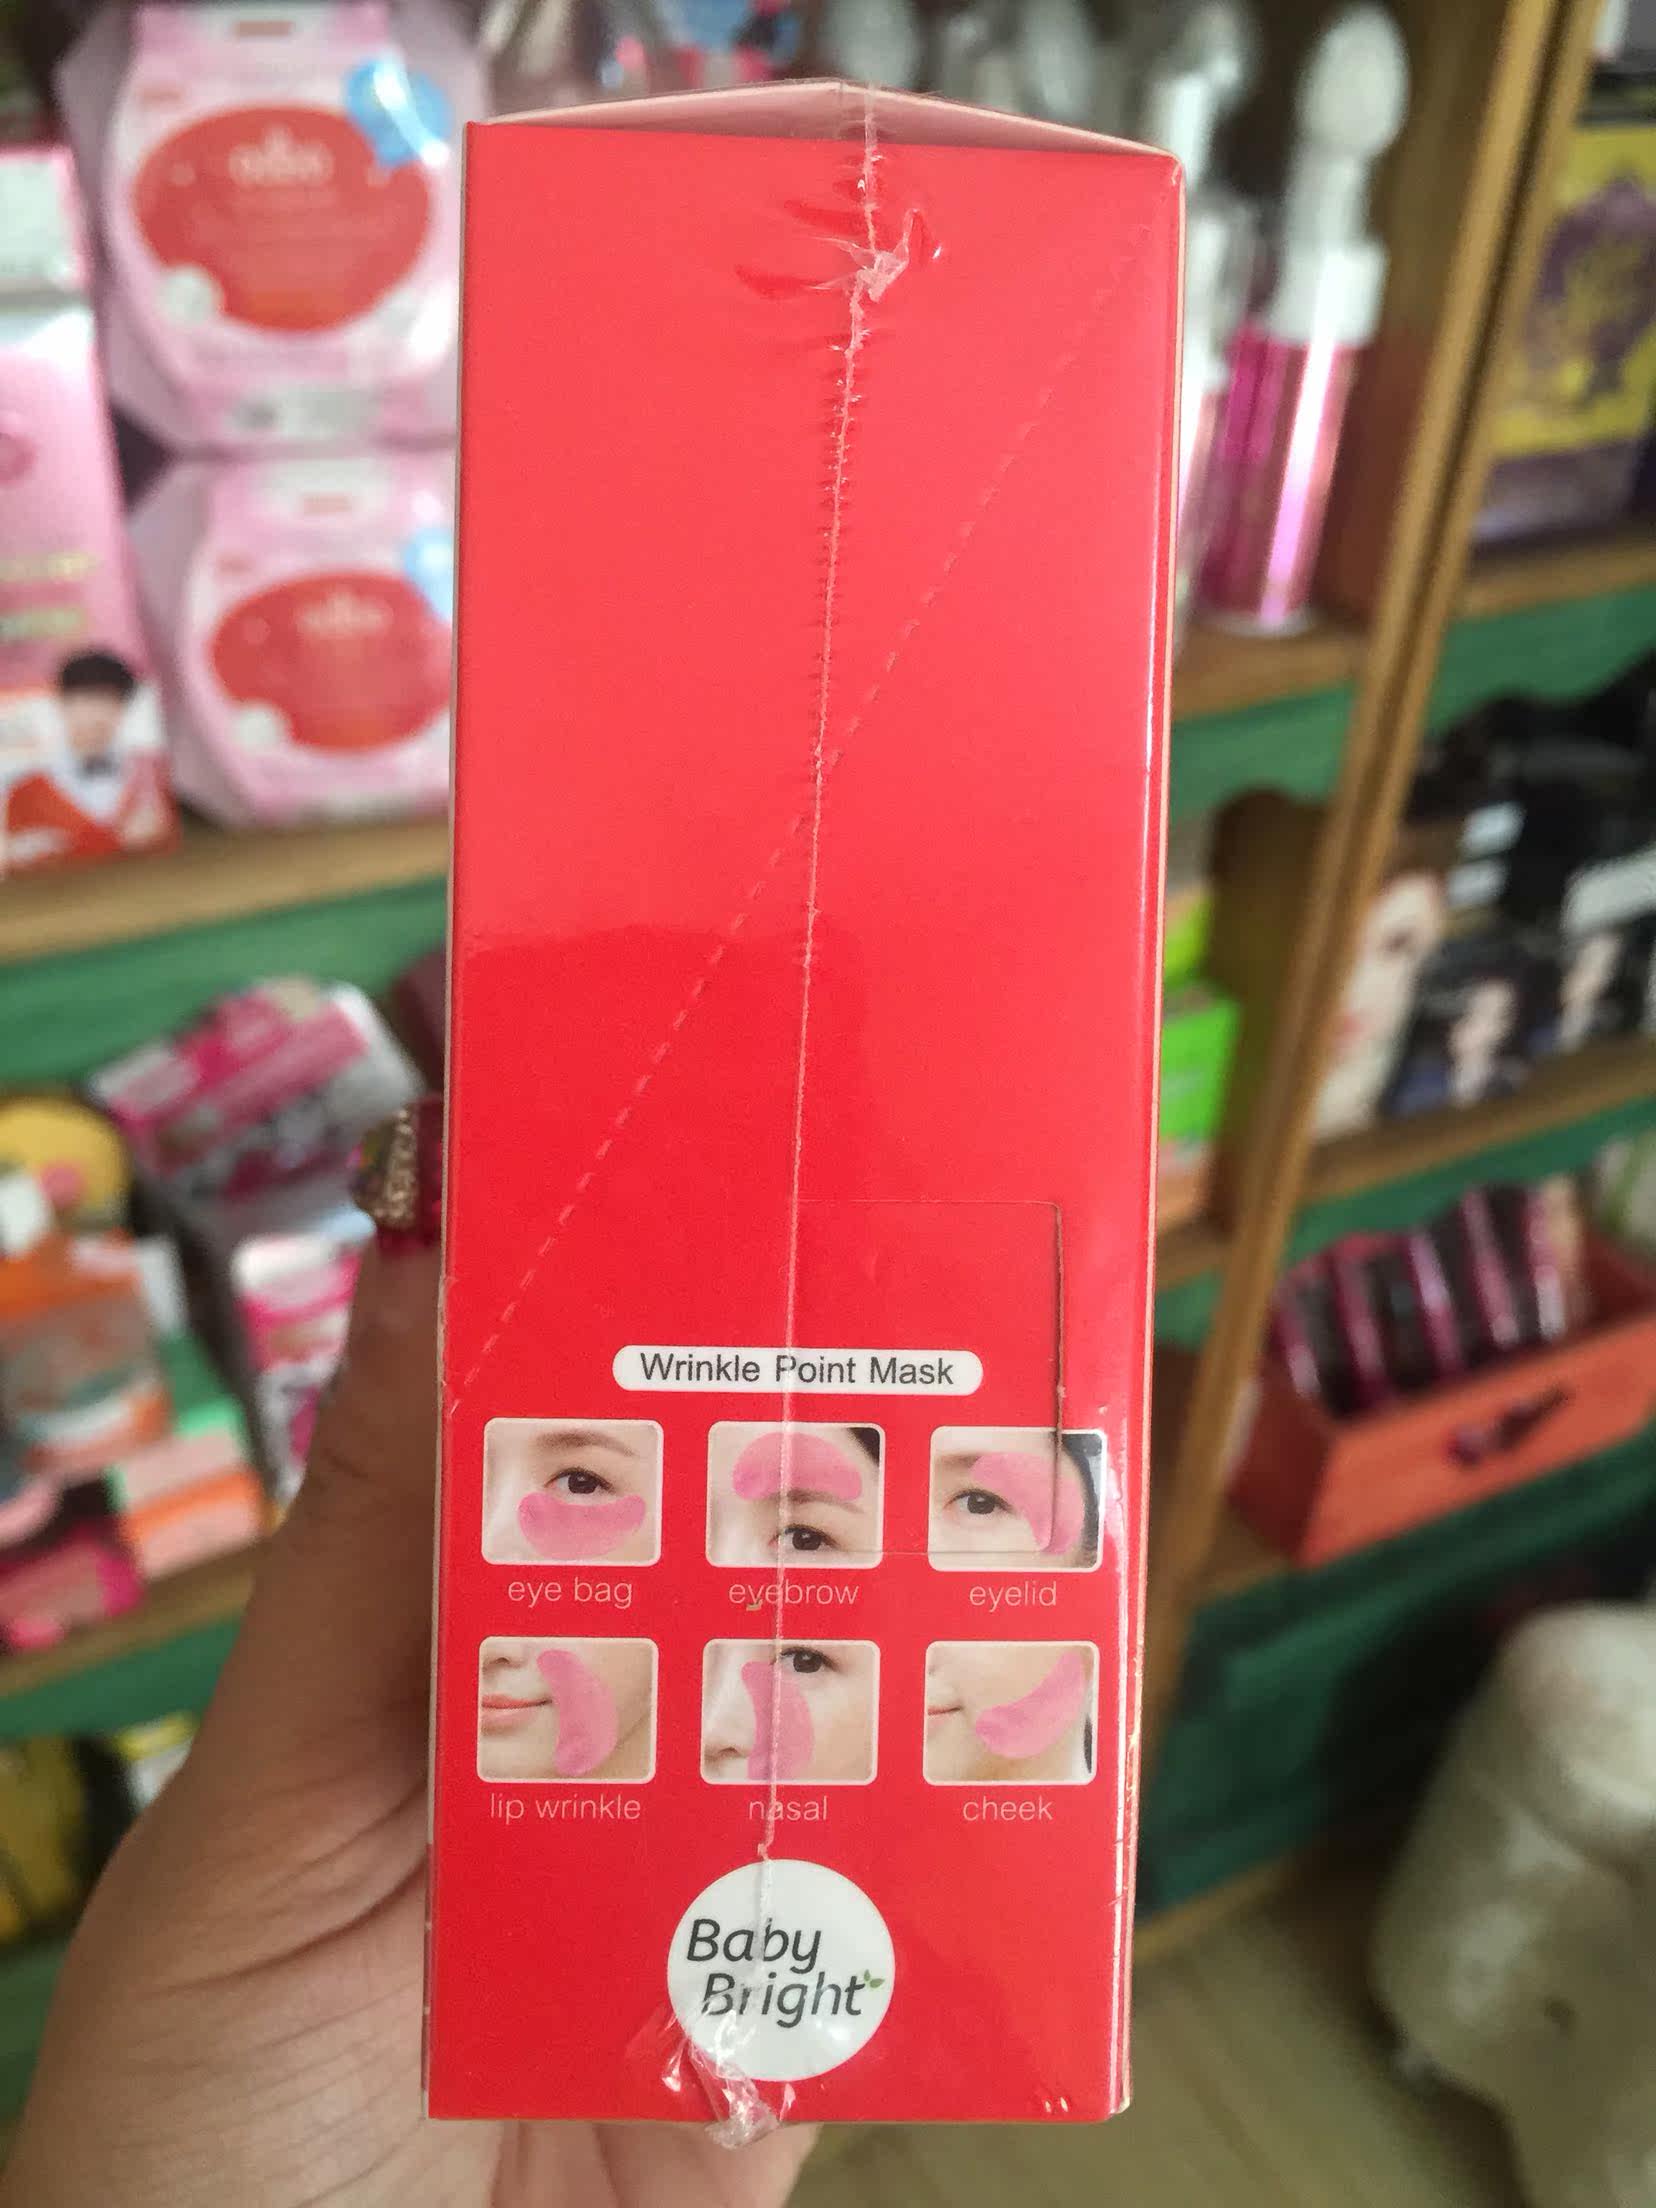 Wrinkle Point Mask
eye bag
eyebrow
eyelid
lip wrinkle
nasal
cheek
Baby
Bright